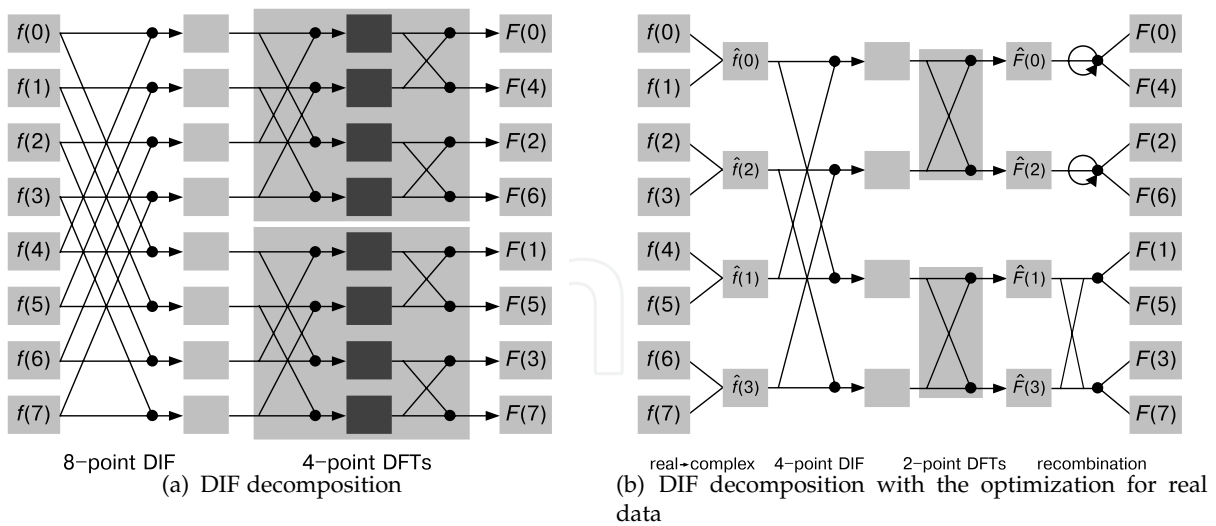 f(0)
f(1)
f(2)
f(3)
f(4)
f(5)
f(6)
f(7)
F(0)
F(4)
F(2)
F(6)
F(1)
F(5)
F(3)
F(7)
8-point DIF
4-point DFTs
(a) DIF decomposition
f(0)
f(1)
f(2)
f(3)
f(4)
f(5)
f(6)
f(7)
f̂(0)
f̂(2)
f̂(1)
f̂(3)
F̂(0)
F̂(2)
F̂(1)
F̂(3)
F(0)
F(4)
F(2)
F(6)
F(1)
F(5)
F(3)
F(7)
real→complex
4-point DIF
2-point DFTs
recombination
(b) DIF decomposition with the optimization for real
data